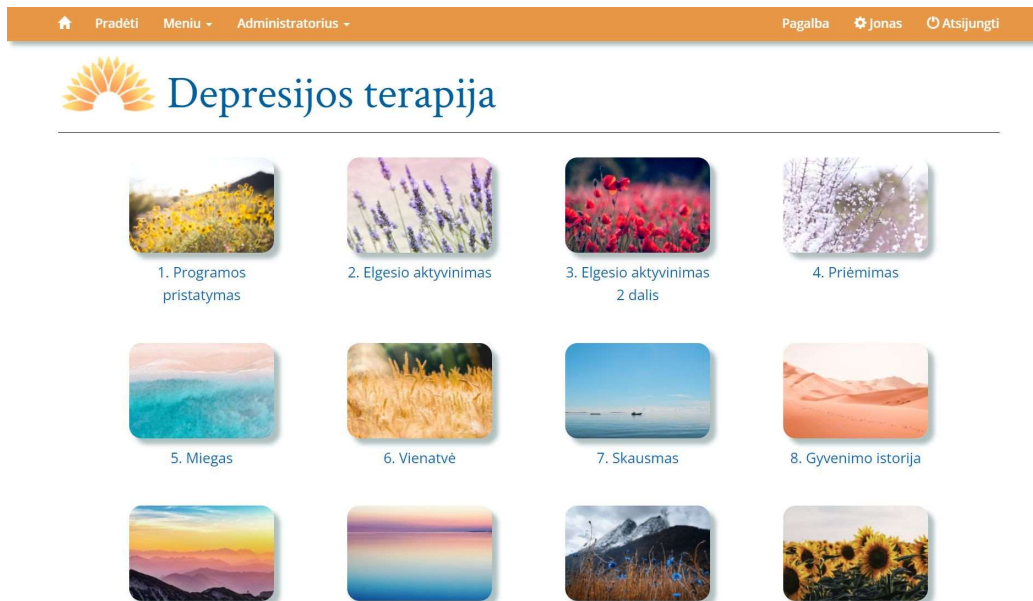 Pradėti Meniu Administratorius Pagalba Jonas Atsijungti
Depresijos terapija
1. Programos
pristatymas
2. Elgesio aktyvinimas
3. Elgesio aktyvinimas
2 dalis
4. Priėmimas
5. Miegas
6. Vienatvė
7. Skausmas
8. Gyvenimo istorija